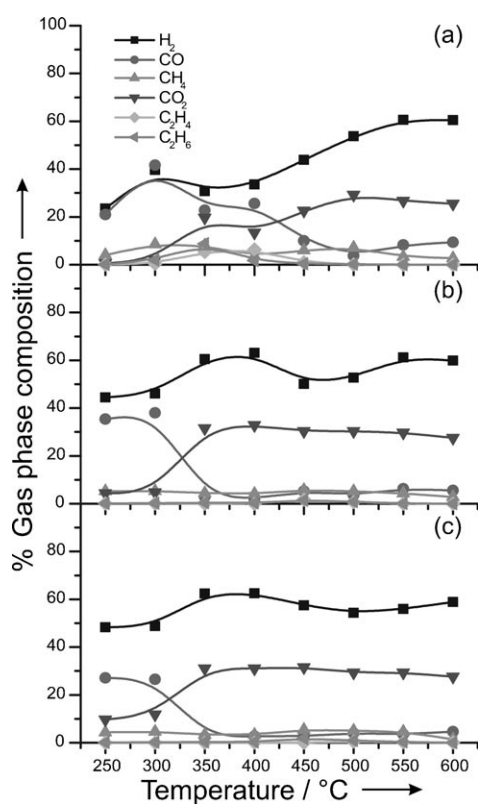 100
(a)
H₂
CO
CH₄
CO₂
C₂H₄
C₂H₆
80
60
40
20
0
(b)
80
60
40
20
0
(c)
80
60
40
20
0
250 300 350 400 450 500 550 600
Temperature / °C
% Gas phase composition